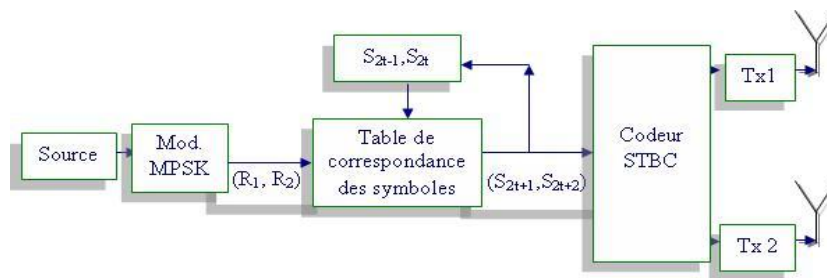 S2t-1,S2t
Tx1
Source
Mod.
MPSK
(R1, R2)
Table de
correspondance
des symboles
(S2t+1,S2t+2)
Codeur
STBC
Tx 2